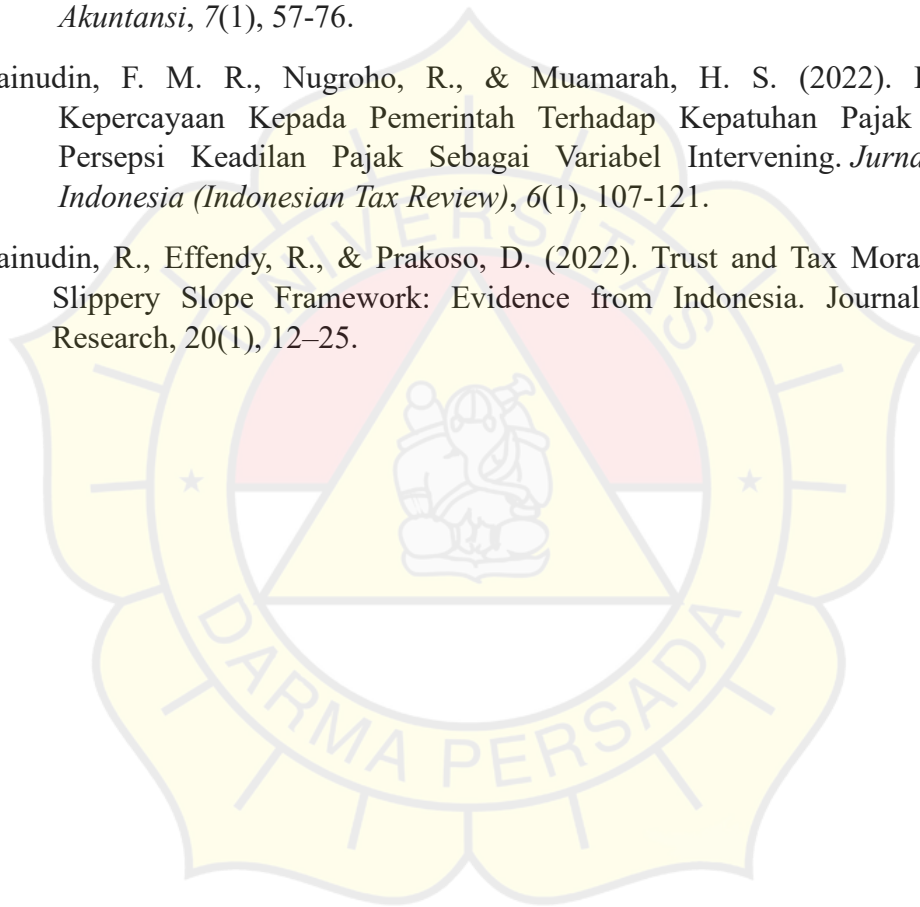 Akuntansi, 7(1), 57-76.
ainudin, F. M. R., Nugroho, R., & Muamarah, H. S. (2022).
Kepercayaan Kepada Pemerintah Terhadap Kepatuhan Pajak
Persepsi Keadilan Pajak Sebagai Variabel Intervening. Jurna
Indonesia (Indonesian Tax Review), 6(1), 107-121.
ainudin, R., Effendy, R., & Prakoso, D. (2022). Trust and Tax Mora
Slippery Slope Framework: Evidence from Indonesia. Journal
Research, 20(1), 12–25.
UNIVERSITAS
DARMA PERSADA